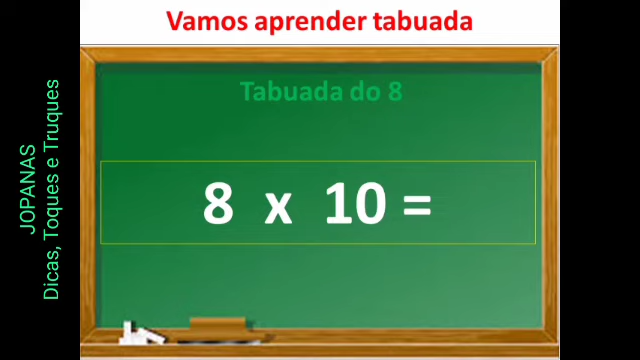 Vamos aprender tabuada
Tabuada do 8
8 x 10 =
JOPANAS
Dicas, Toques e Truques